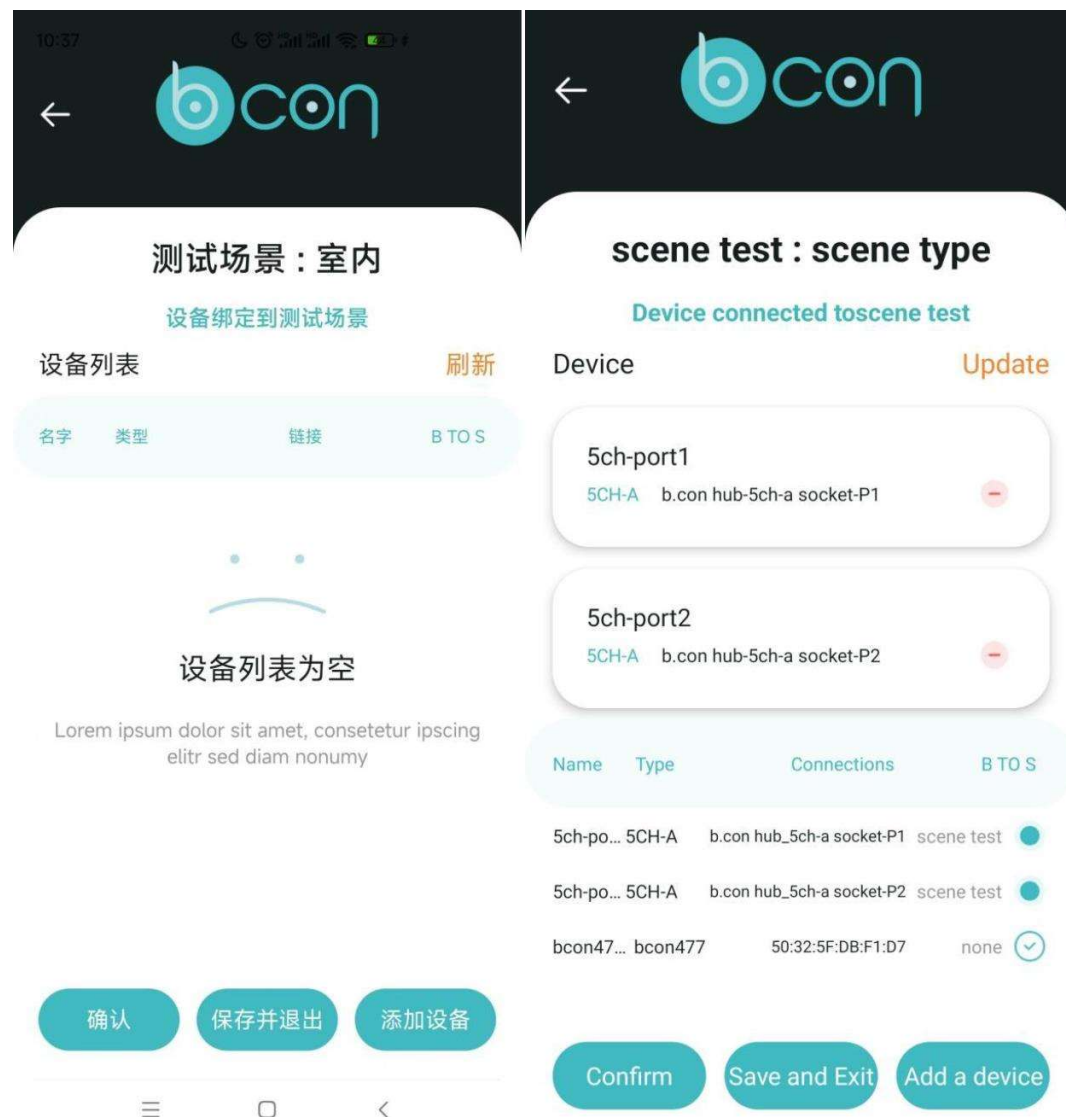 10:37
bcon
测试场景 : 室内
设备绑定到测试场景
设备列表
刷新
名字 类型 链接 B TO S
设备列表为空
Lorem ipsum dolor sit amet, consetetur ipscing
elitr sed diam nonumy
确认 保存并退出 添加设备
bcon
scene test : scene type
Device connected toscene test
Device
Update
5ch-port1
5CH-A b.con hub-5ch-a socket-P1
5ch-port2
5CH-A b.con hub-5ch-a socket-P2
Name Type Connections B TO S
5ch-po... 5CH-A b.con hub_5ch-a socket-P1 scene test
5ch-po... 5CH-A b.con hub_5ch-a socket-P2 scene test
bcon47... bcon477 50:32:5F:DB:F1:D7 none
Confirm Save and Exit Add a device